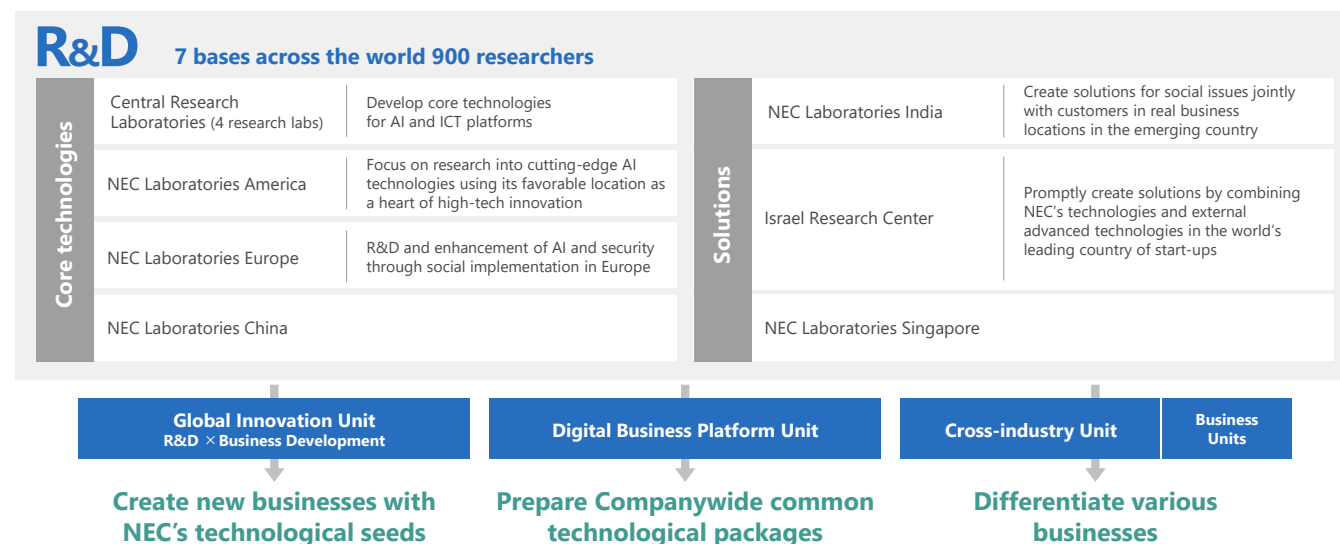 R&D 7 bases across the world 900 researchers
Core technologies
Central Research
Laboratories (4 research labs)
Develop core technologies
for AI and ICT platforms
NEC Laboratories America
Focus on research into cutting-edge AI
technologies using its favorable location as
a heart of high-tech innovation
NEC Laboratories Europe
R&D and enhancement of AI and security
through social implementation in Europe
NEC Laboratories China
Solutions
NEC Laboratories India
Create solutions for social issues jointly
with customers in real business
locations in the emerging country
Israel Research Center
Promptly create solutions by combining
NEC's technologies and external
advanced technologies in the world's
leading country of start-ups
NEC Laboratories Singapore
Global Innovation Unit
R&D × Business Development
Digital Business Platform Unit
Cross-industry Unit
Business
Units
Create new businesses with
NEC's technological seeds
Prepare Companywide common
technological packages
Differentiate various
businesses